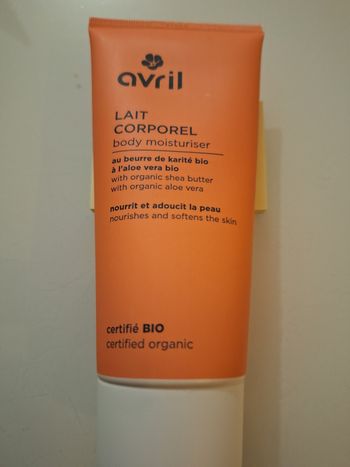 avril
LAIT
CORPOREL
body moisturiser
au beurre de karité bio
à l'aloe vera bio
with organic shea butter
with organic aloe vera
nourrit et adoucit la peau
nourishes and softens the skin
certifié BIO
certified organic